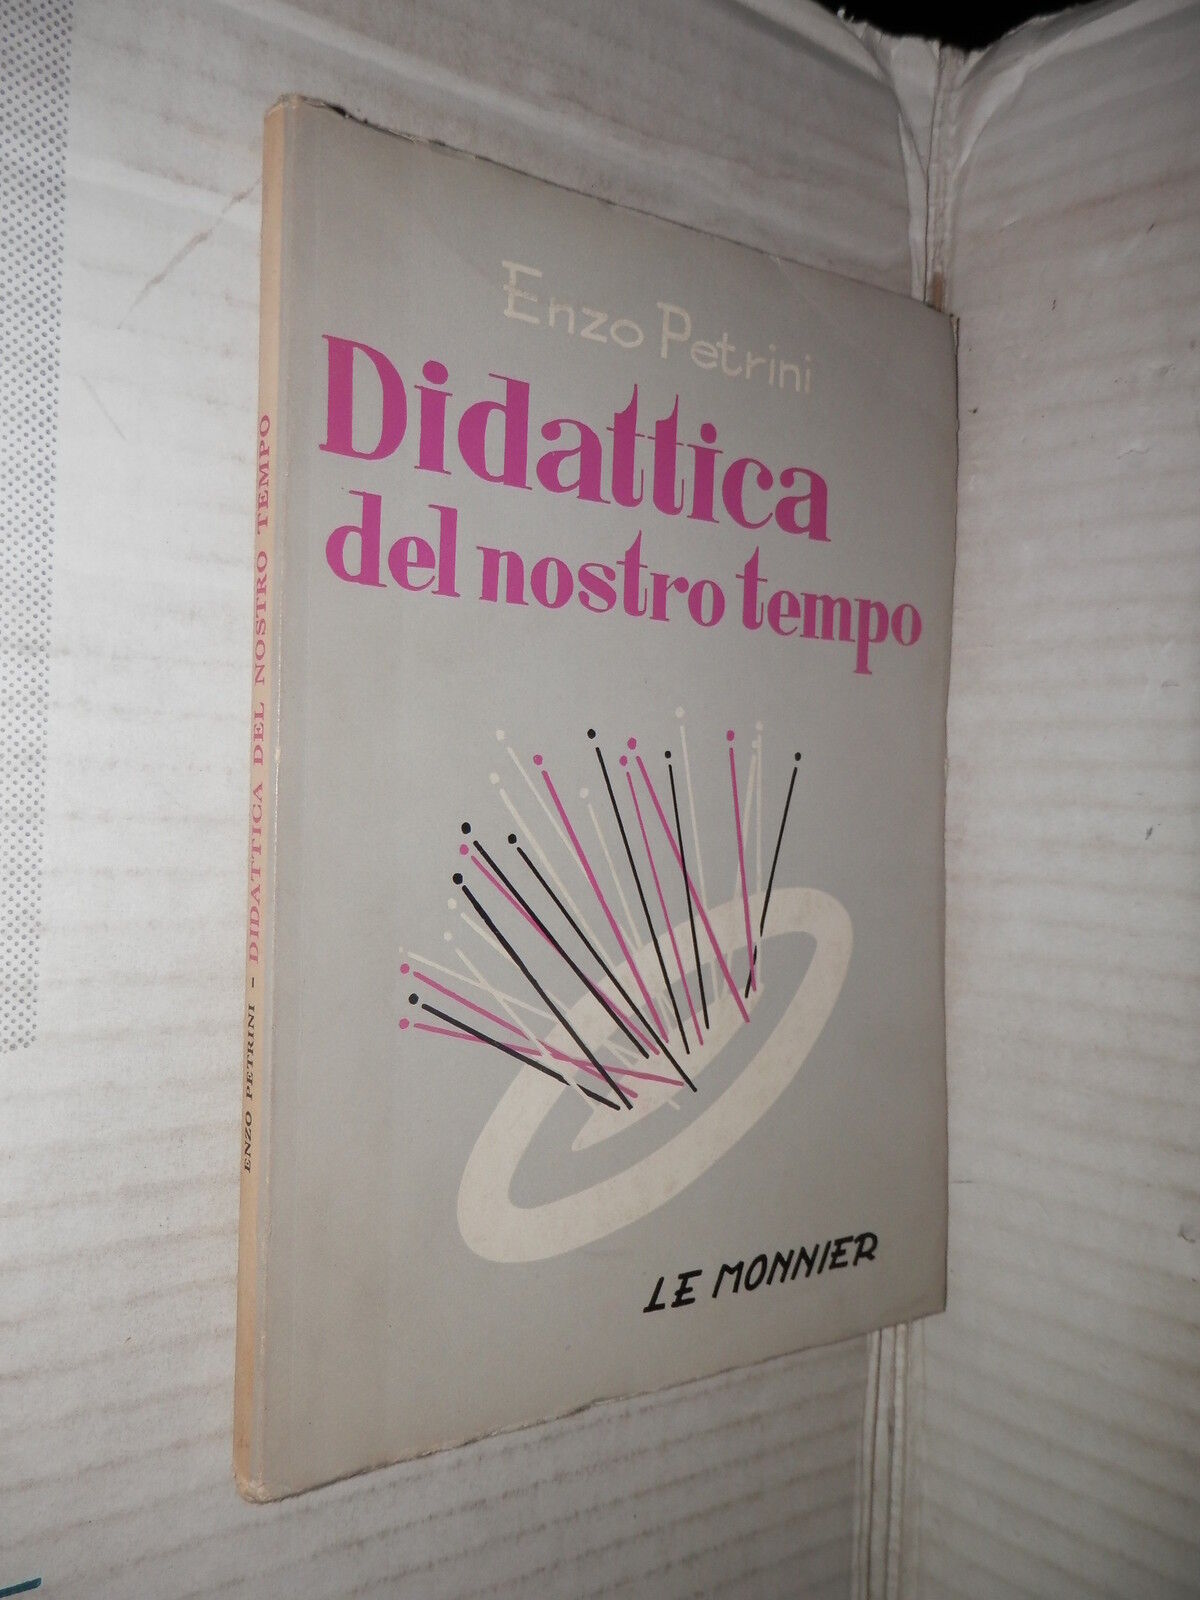 ENZO PETRINI - DIDATTICA DEL NOSTRO TEMPO
Enzo Petrini
Didattica
del nostro tempo
LE MONNIER